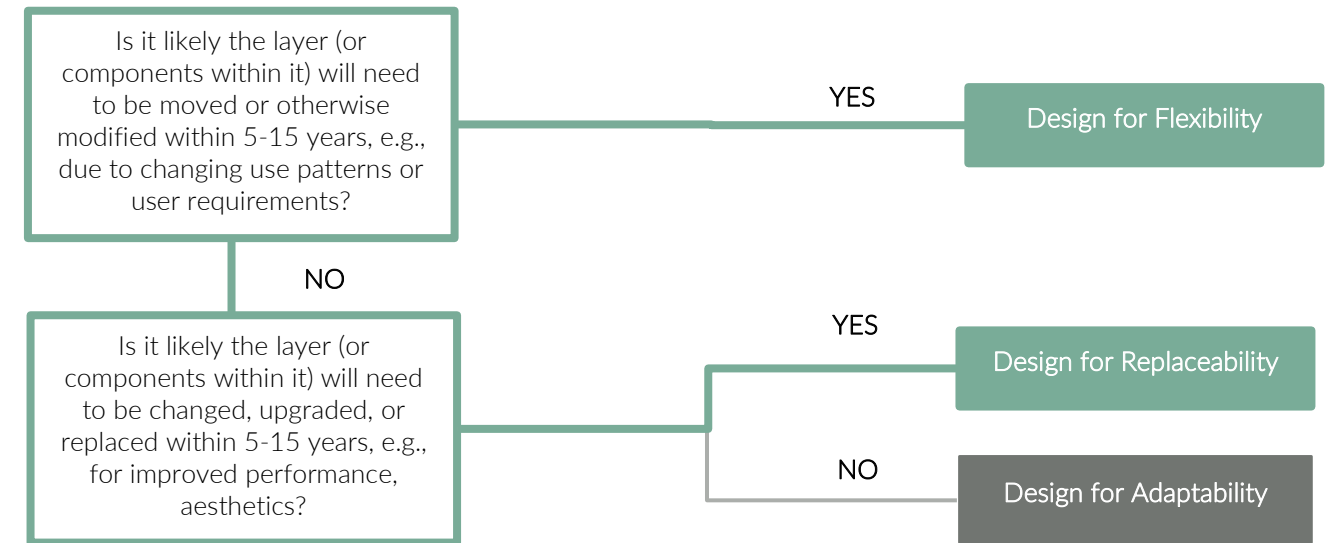 Is it likely the layer (or
components within it) will need
to be moved or otherwise
modified within 5-15 years, e.g.,
due to changing use patterns or
user requirements?
YES
Design for Flexibility
NO
Is it likely the layer (or
components within it) will need
to be changed, upgraded, or
replaced within 5-15 years, e.g.,
for improved performance,
aesthetics?
YES
Design for Replaceability
NO
Design for Adaptability